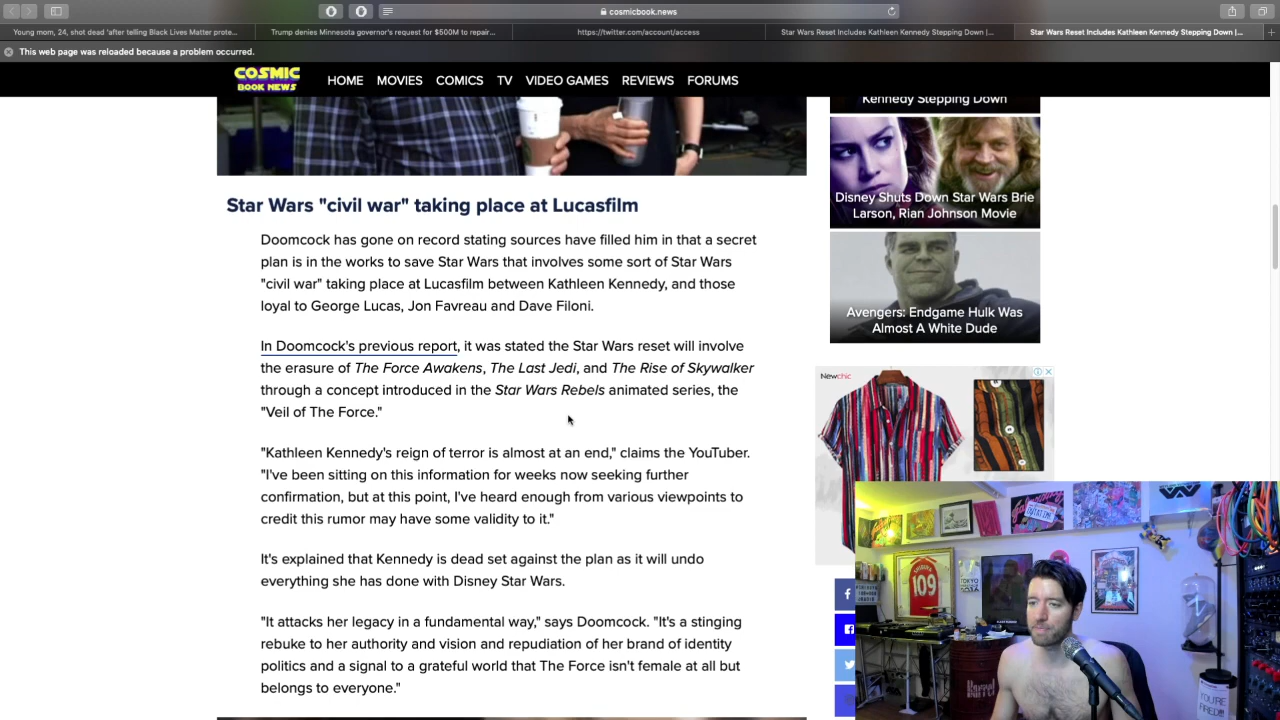 cosmicbook.news
Young mom, 24, shot dead 'after telling Black Lives Matter prote...
Trump denies Minnesota governor's request for $500M to repair...
https://twitter.com/account/access
Star Wars Reset Includes Kathleen Kennedy Stepping Down |...
Star Wars Reset Includes Kathleen Kennedy Stepping Down |...
This web page was reloaded because a problem occurred.
COSMIC
BOOK NEWS
HOME MOVIES COMICS TV VIDEO GAMES REVIEWS FORUMS
Star Wars "civil war" taking place at Lucasfilm
Doomcock has gone on record stating sources have filled him in that a secret
plan is in the works to save Star Wars that involves some sort of Star Wars
"civil war" taking place at Lucasfilm between Kathleen Kennedy, and those
loyal to George Lucas, Jon Favreau and Dave Filoni.
In Doomcock's previous report, it was stated the Star Wars reset will involve
the erasure of The Force Awakens, The Last Jedi, and The Rise of Skywalker
through a concept introduced in the Star Wars Rebels animated series, the
"Veil of The Force."
"Kathleen Kennedy's reign of terror is almost at an end," claims the YouTuber.
"I've been sitting on this information for weeks now seeking further
confirmation, but at this point, I've heard enough from various viewpoints to
credit this rumor may have some validity to it."
It's explained that Kennedy is dead set against the plan as it will undo
everything she has done with Disney Star Wars.
"It attacks her legacy in a fundamental way," says Doomcock. "It's a stinging
rebuke to her authority and vision and repudiation of her brand of identity
politics and a signal to a grateful world that The Force isn't female at all but
belongs to everyone."
Kennedy Stepping Down
Disney Shuts Down Star Wars Brie
Larson, Rian Johnson Movie
Avengers: Endgame Hulk Was
Almost A White Dude
Newchic
109
TOKYO
YOU'RE
FIRED!